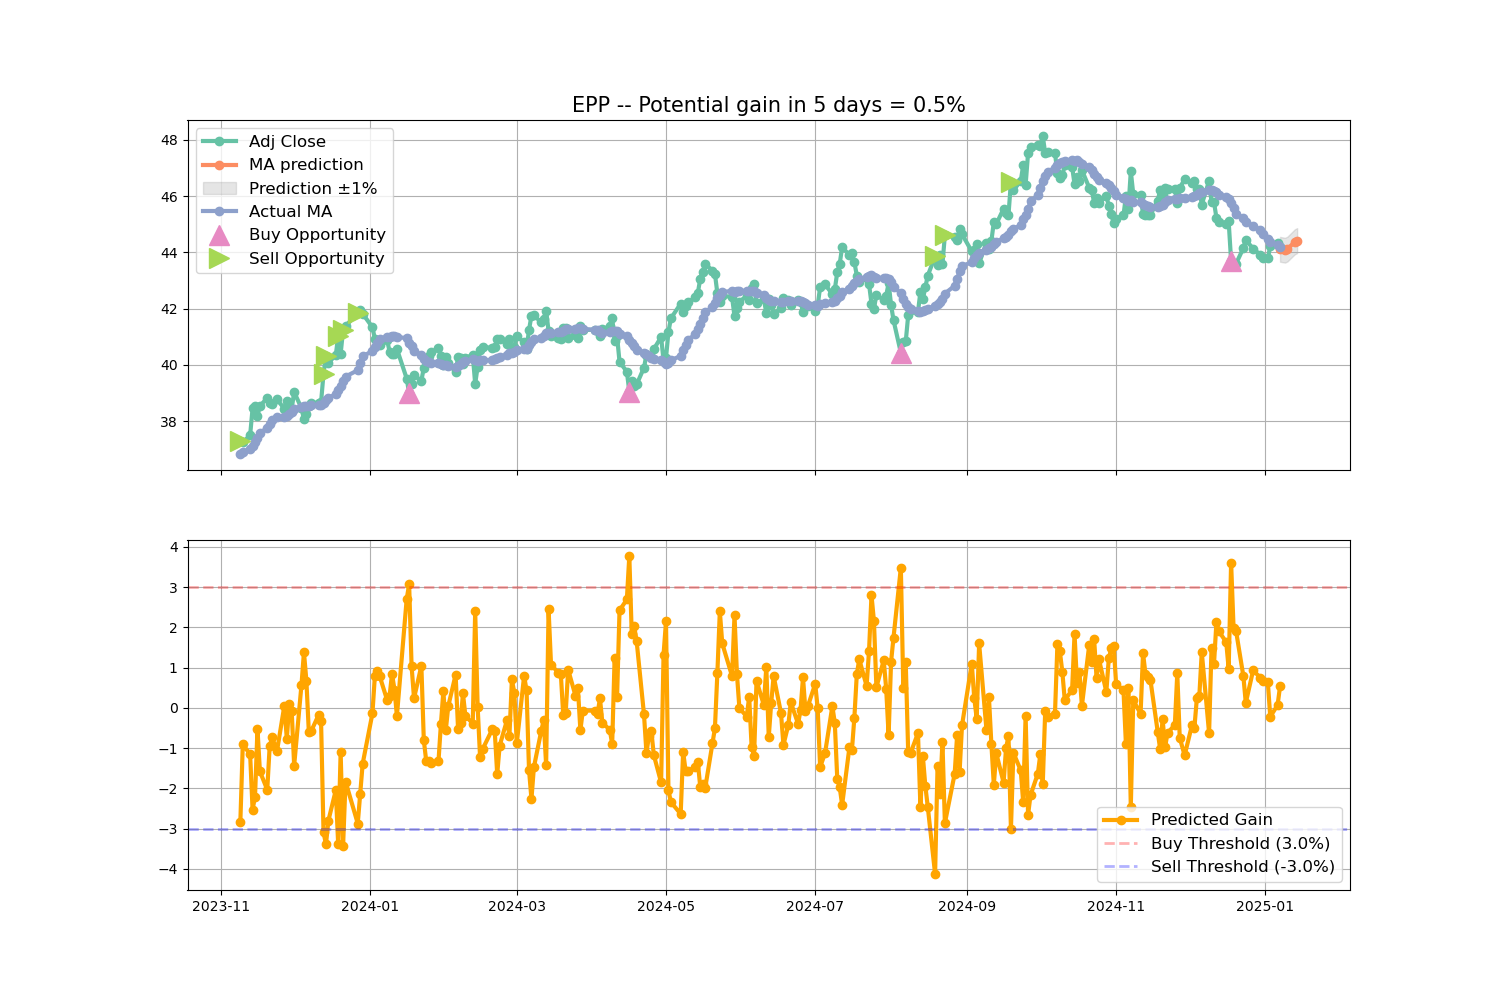 EPP -- Potential gain in 5 days = 0.5%
48
46
44
42
40
38
Adj Close
MA prediction
Prediction ±1%
Actual MA
Buy Opportunity
Sell Opportunity
4
3
2
1
0
−1
−2
−3
−4
Predicted Gain
Buy Threshold (3.0%)
Sell Threshold (-3.0%)
2023-11
2024-01
2024-03
2024-05
2024-07
2024-09
2024-11
2025-01